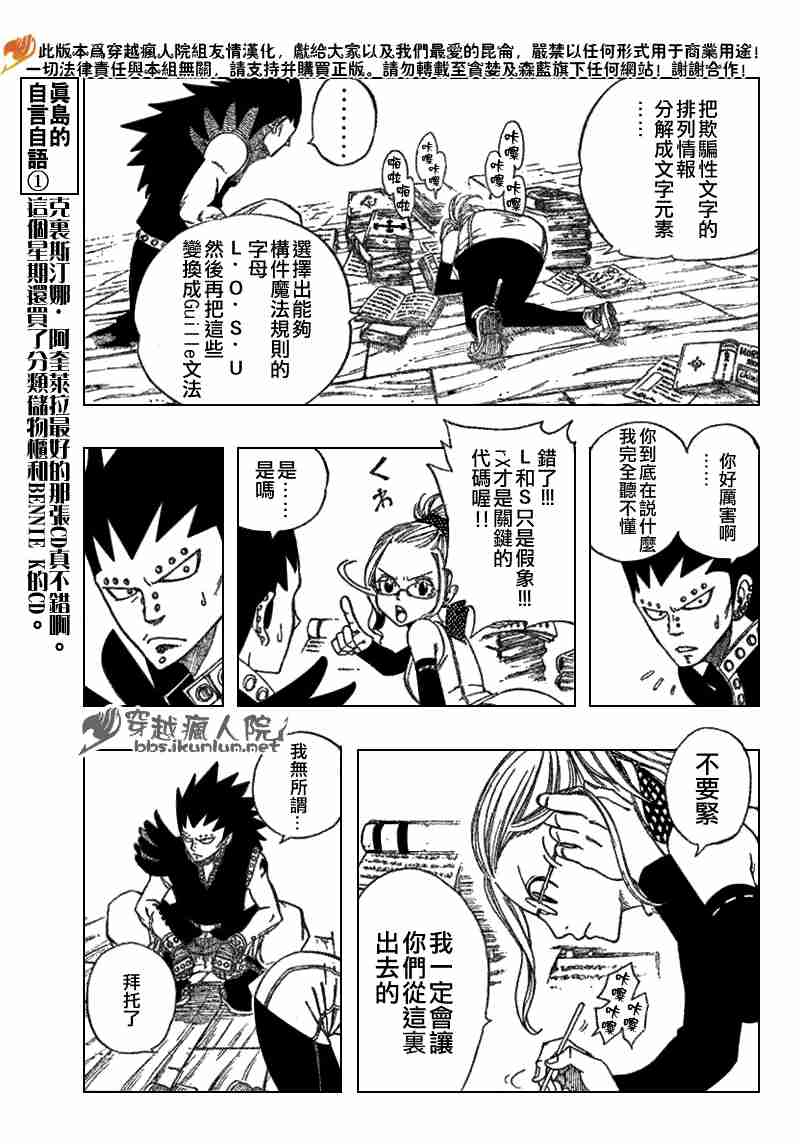 此版本爲穿越瘋人院組友情漢化，獻給大家以及我們最愛的昆侖，嚴禁以任何形式用于商業用途！
一切法律責任與本組無關，請支持并購買正版。請勿轉載至貪婪及森藍旗下任何網站！謝謝合作！
眞島的
自言自語①
克裏斯汀娜·阿奎萊拉最好的那張CD真不錯啊。
這個星期還買了分類儲物櫃和BENNIE K的CD。
把欺騙性文字的
排列情報
分解成文字元素
……
咔嚓
咔嚓
咔嚓
咔嚓
嗨啦
嗨啦
……
選擇出能夠
構件魔法規則的
字母
L·O·S·U
然後再把這些
變換成Guille文法
你好厲害啊
……
你到底在説什麼
我完全聽不懂
錯了!!!
L和S只是假象!!!
X才是關鍵的
代碼喔!!
くわ
是……
是嗎
穿越瘋人院
bbs.ikunlun.net
不要緊
我一定會讓
你們從這裏
出去的
咔嚓
咔嚓
咔嚓
我無所謂…
拜托了